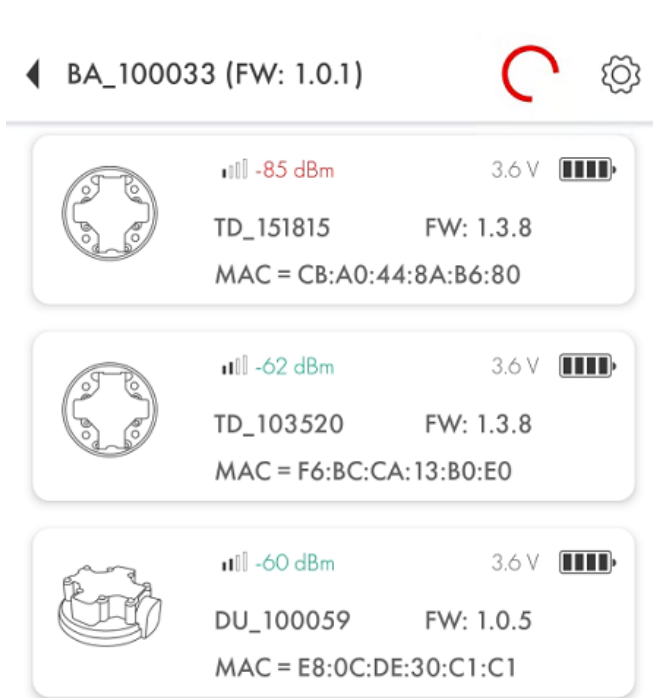 BA_100033 (FW: 1.0.1)
-85 dBm 3.6 V
TD_151815 FW: 1.3.8
MAC = CB:A0:44:8A:B6:80
-62 dBm 3.6 V
TD_103520 FW: 1.3.8
MAC = F6:BC:CA:13:B0:E0
-60 dBm 3.6 V
DU_100059 FW: 1.0.5
MAC = E8:0C:DE:30:C1:C1